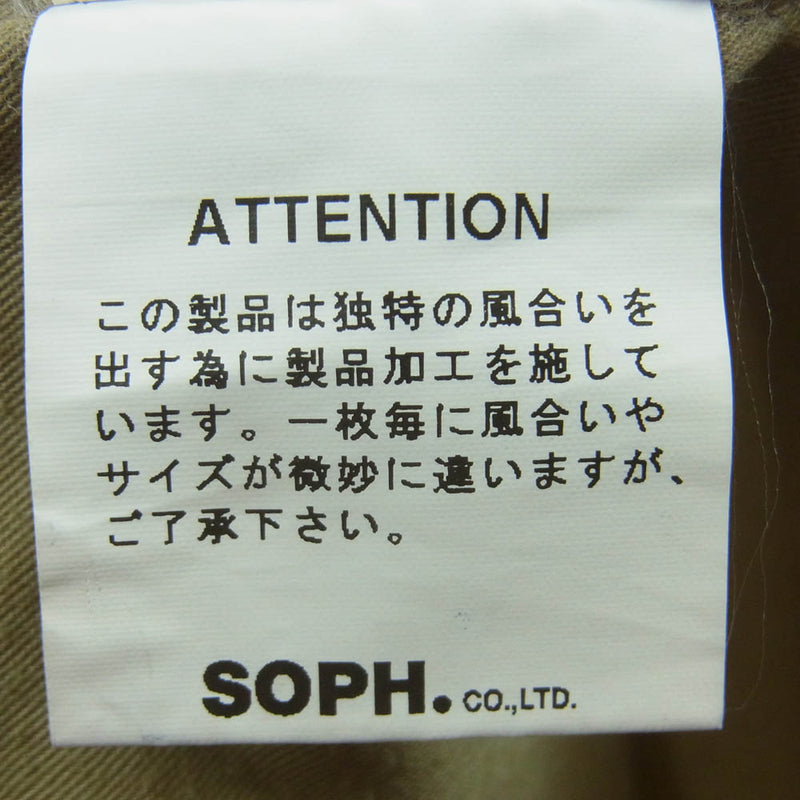 ATTENTION
この製品は独特の風合いを
出す為に製品加工を施して
います。一枚毎に風合いや
サイズが微妙に違いますが、
ご了承下さい。
SOPH. CO.,LTD.